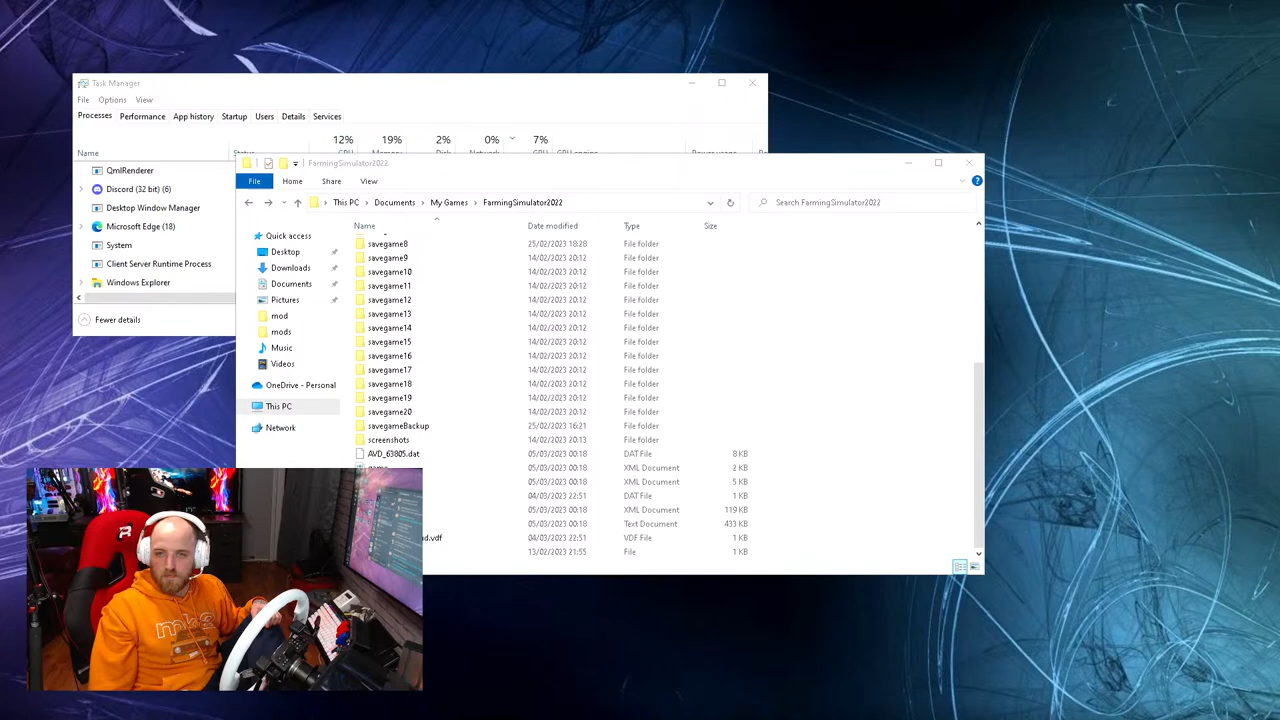 Task Manager
File Options View
Processes Performance App history Startup Users Details Services
12% 19% 2% 0% 7%
Name Status Memory Disk Network GPU GPU engine Power usage
QmlRenderer
Discord (32 bit) (6)
Desktop Window Manager
Microsoft Edge (18)
System
Client Server Runtime Process
Windows Explorer
Fewer details
FarmingSimulator2022
File Home Share View
This PC > Documents > My Games > FarmingSimulator2022
Search FarmingSimulator2022
Quick access
Desktop
Downloads
Documents
Pictures
mod
mods
Music
Videos
OneDrive - Personal
This PC
Network
Name Date modified Type Size
savegame8 25/02/2023 18:28 File folder
savegame9 14/02/2023 20:12 File folder
savegame10 14/02/2023 20:12 File folder
savegame11 14/02/2023 20:12 File folder
savegame12 14/02/2023 20:12 File folder
savegame13 14/02/2023 20:12 File folder
savegame14 14/02/2023 20:12 File folder
savegame15 14/02/2023 20:12 File folder
savegame16 14/02/2023 20:12 File folder
savegame17 14/02/2023 20:12 File folder
savegame18 14/02/2023 20:12 File folder
savegame19 14/02/2023 20:12 File folder
savegame20 14/02/2023 20:12 File folder
savegameBackup 25/02/2023 16:21 File folder
screenshots 14/02/2023 20:13 File folder
AVD_63805.dat 05/03/2023 00:18 DAT File 8 KB
05/03/2023 00:18 XML Document 2 KB
05/03/2023 00:18 XML Document 5 KB
04/03/2023 22:51 DAT File 1 KB
05/03/2023 00:18 XML Document 119 KB
05/03/2023 00:18 Text Document 433 KB
ud.vdf 04/03/2023 22:51 VDF File 1 KB
13/02/2023 21:55 File 1 KB
mk2